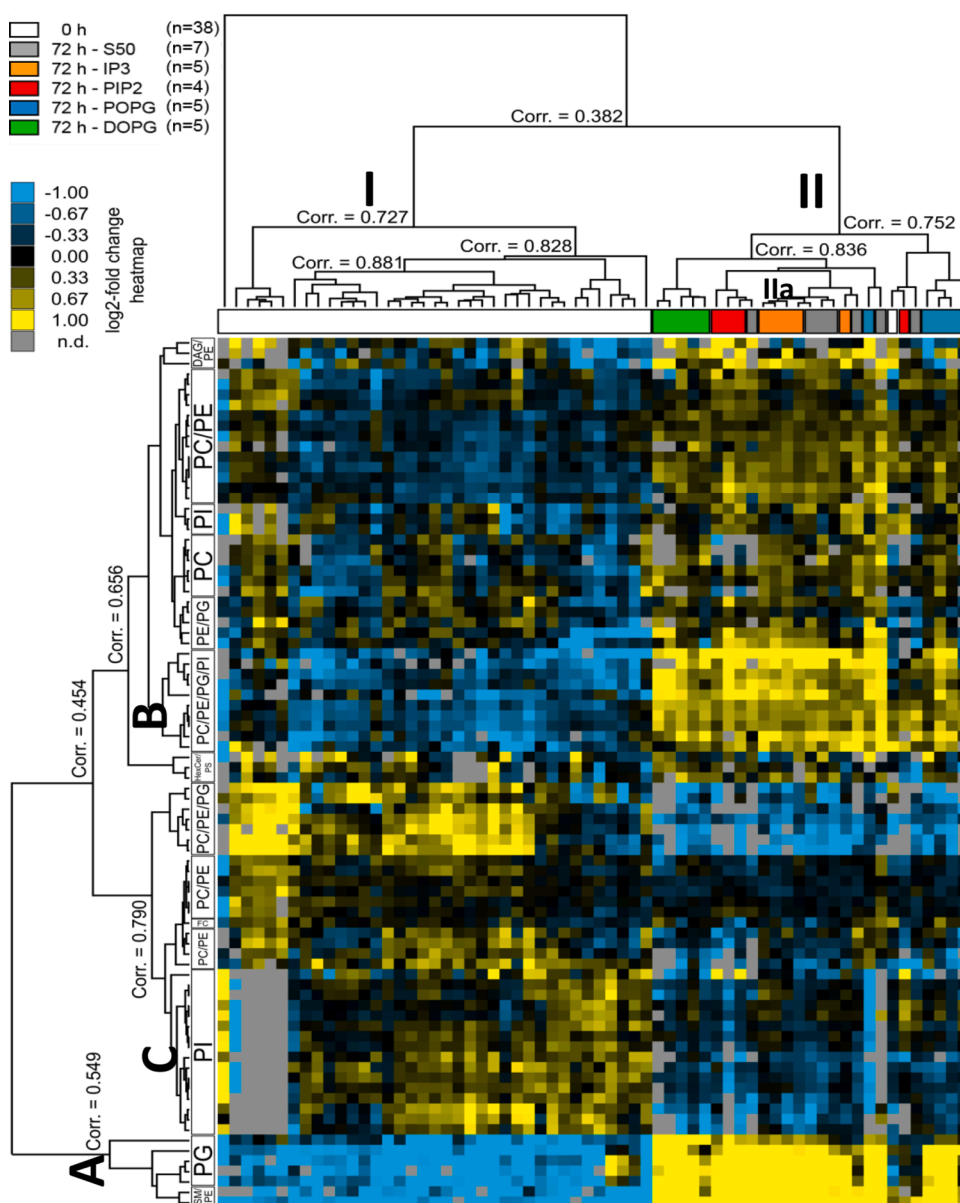 0 h (n=38)
72 h - S50 (n=7)
72 h - IP3 (n=5)
72 h - PIP2 (n=4)
72 h - POPG (n=5)
72 h - DOPG (n=5)
-1.00
-0.67
-0.33
0.00
0.33
0.67
1.00
n.d.
log2-fold change
heatmap
Corr. = 0.382
I
II
Corr. = 0.727
Corr. = 0.752
0.828
0.836
0.881
IIa
DAG/
PE
PC/PE
PI
PC
PE/PG
PC/PE/PG/PI
HexCer/
PS
PC/PE/PG
PC/PE
PC/PE
PI
PG
SM/
PE
Corr. = 0.656
Corr. = 0.454
B
Corr. = 0.790
C
Corr. = 0.549
A